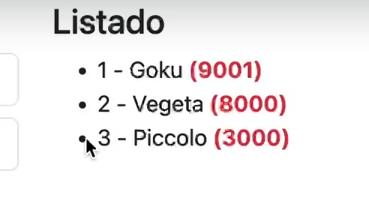 Listado
• 1 - Goku (9001)
• 2 - Vegeta (8000)
• 3 - Piccolo (3000)